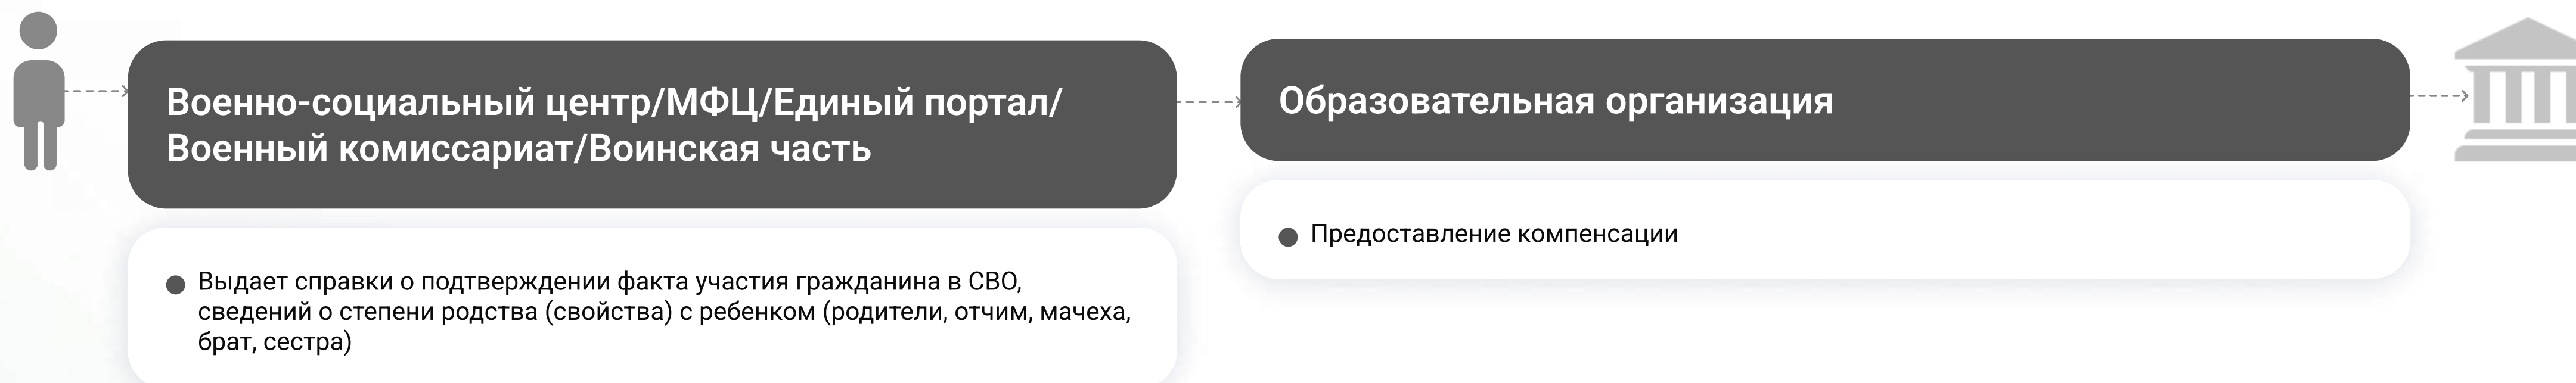 Военно-социальный центр/МФЦ/Единый портал/
Военный комиссариат/Воинская часть
Выдает справки о подтверждении факта участия гражданина в СВО,
сведений о степени родства (свойства) с ребенком (родители, отчим, мачеха,
брат, сестра)
Образовательная организация
Предоставление компенсации